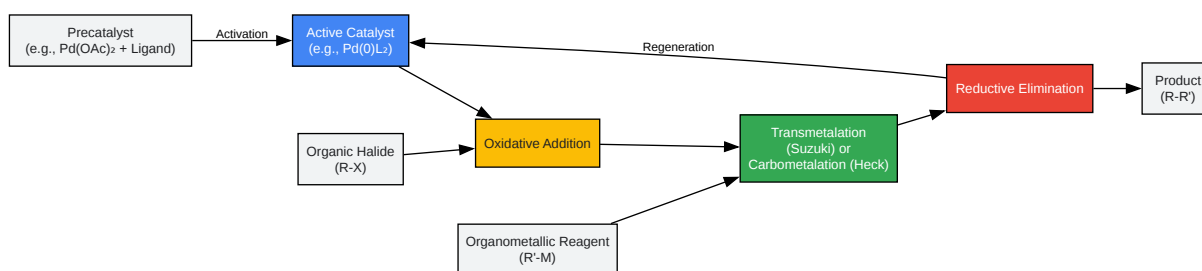 Precatalyst
(e.g., Pd(OAc)₂ + Ligand)
Activation
Active Catalyst
(e.g., Pd(0)L₂)
Regeneration
Reductive Elimination
Product
(R-R')
Organic Halide
(R-X)
Oxidative Addition
Transmetalation
(Suzuki) or
Carbometalation (Heck)
Organometallic Reagent
(R'-M)